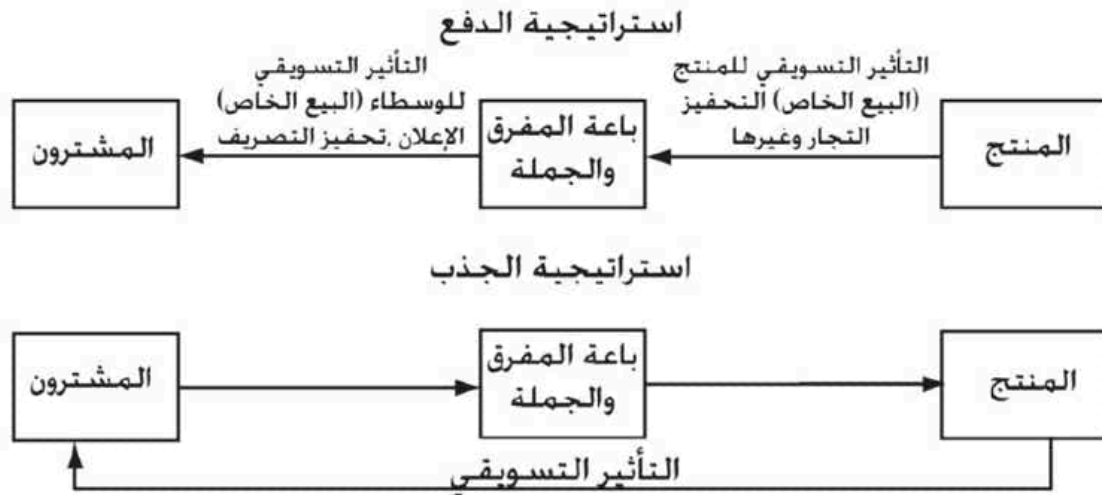 استراتيجية الدفع
التأثير التسويقي للمنتج
(البيع الخاص) التحفيز
التجار وغيرها
التأثير التسويقي
للوسطاء (البيع الخاص)
الإعلان .تحفيز التصريف
المنتج
باعة المفرق
والجملة
المشترون
استراتيجية الجذب
المنتج
باعة المفرق
والجملة
المشترون
التأثير التسويقي